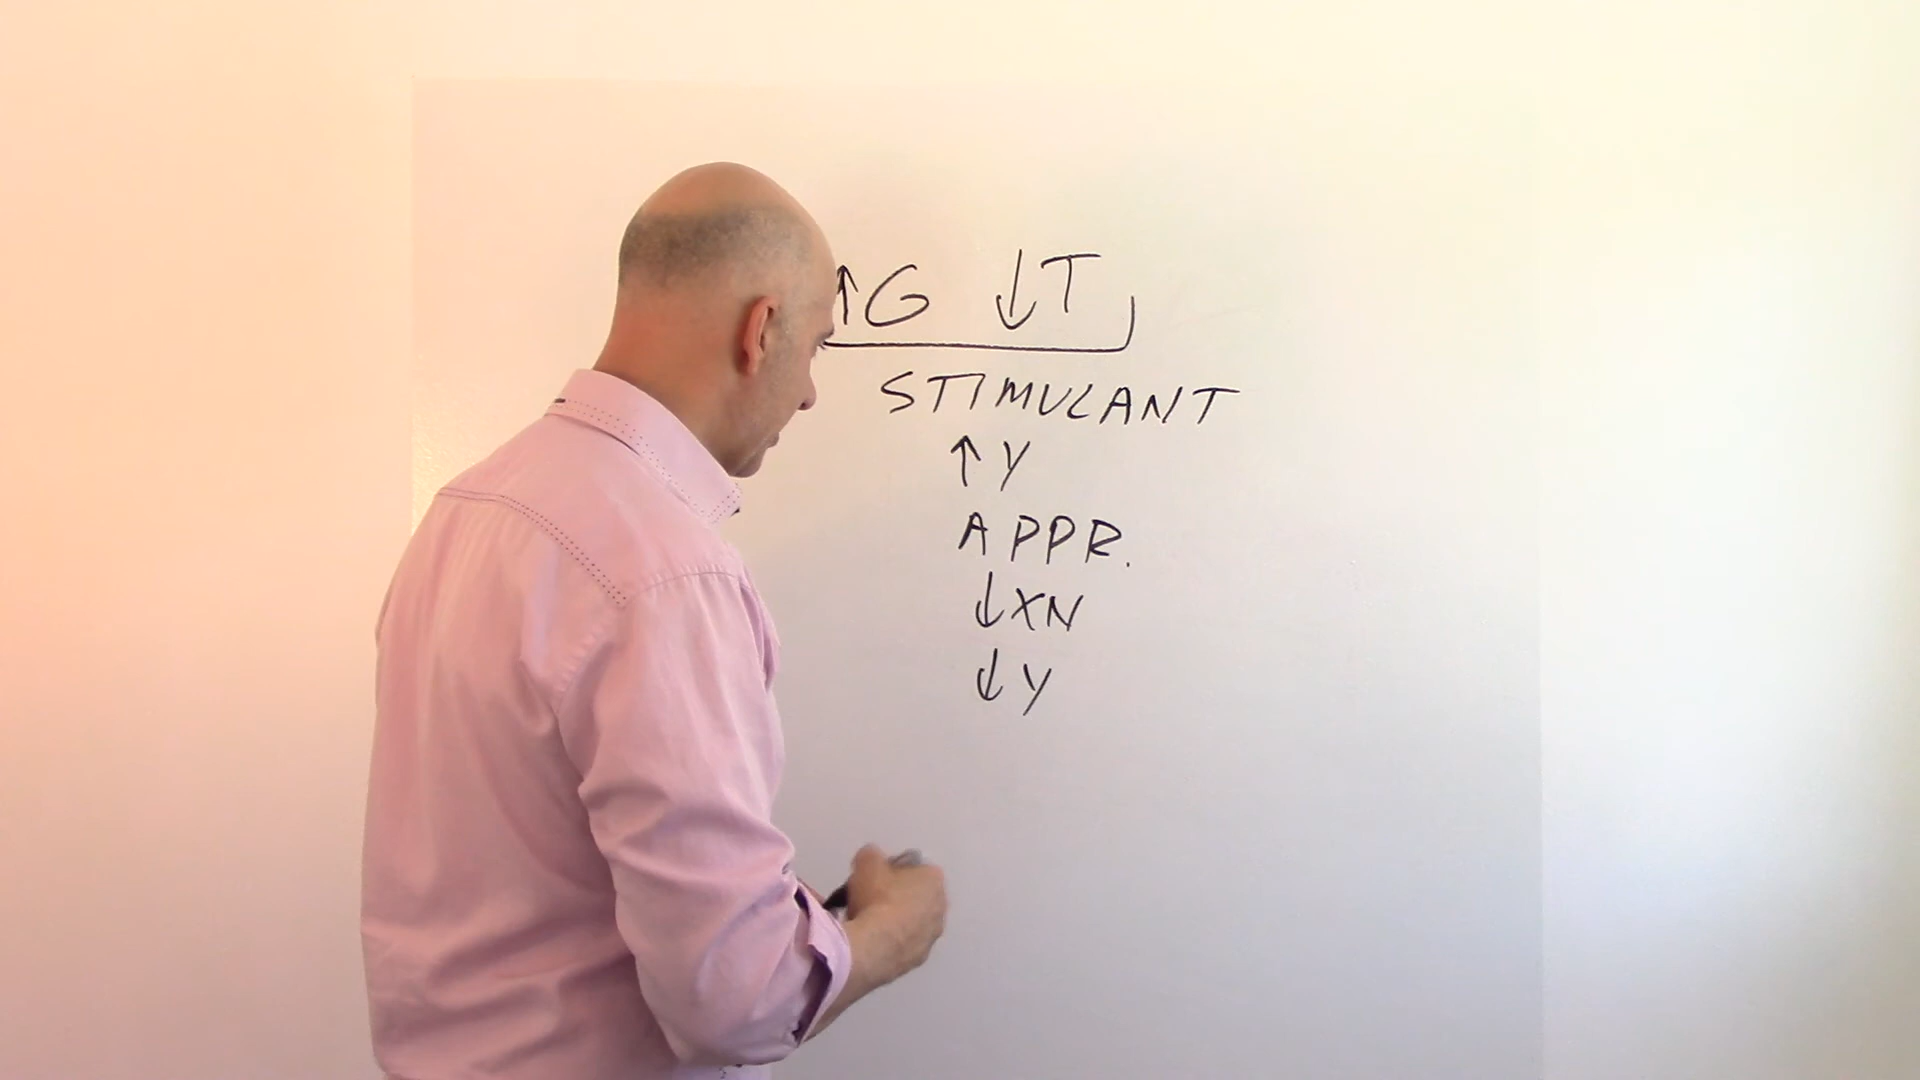 ↑G ↓T
STIMULANT
↑Y
APPR.
↓XN
↓Y